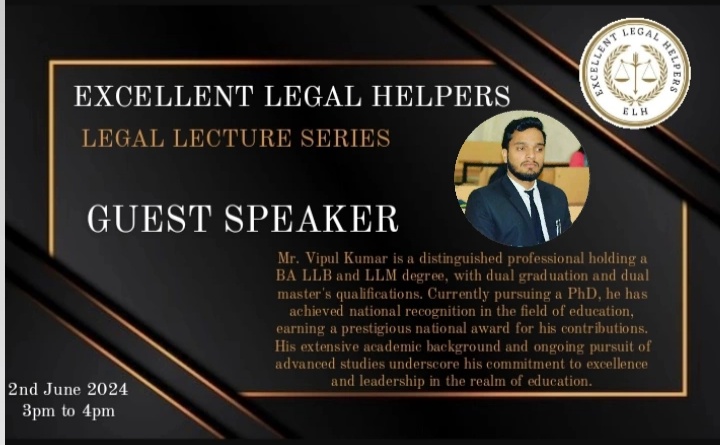 EXCELLENT LEGAL HELPERS
ELH
EXCELLENT LEGAL HELPERS
LEGAL LECTURE SERIES
GUEST SPEAKER
Mr. Vipul Kumar is a distinguished professional holding a
BA LLB and LLM degree, with dual graduation and dual
master's qualifications. Currently pursuing a PhD, he has
achieved national recognition in the field of education,
earning a prestigious national award for his contributions.
His extensive academic background and ongoing pursuit of
advanced studies underscore his commitment to excellence
and leadership in the realm of education.
2nd June 2024
3pm to 4pm